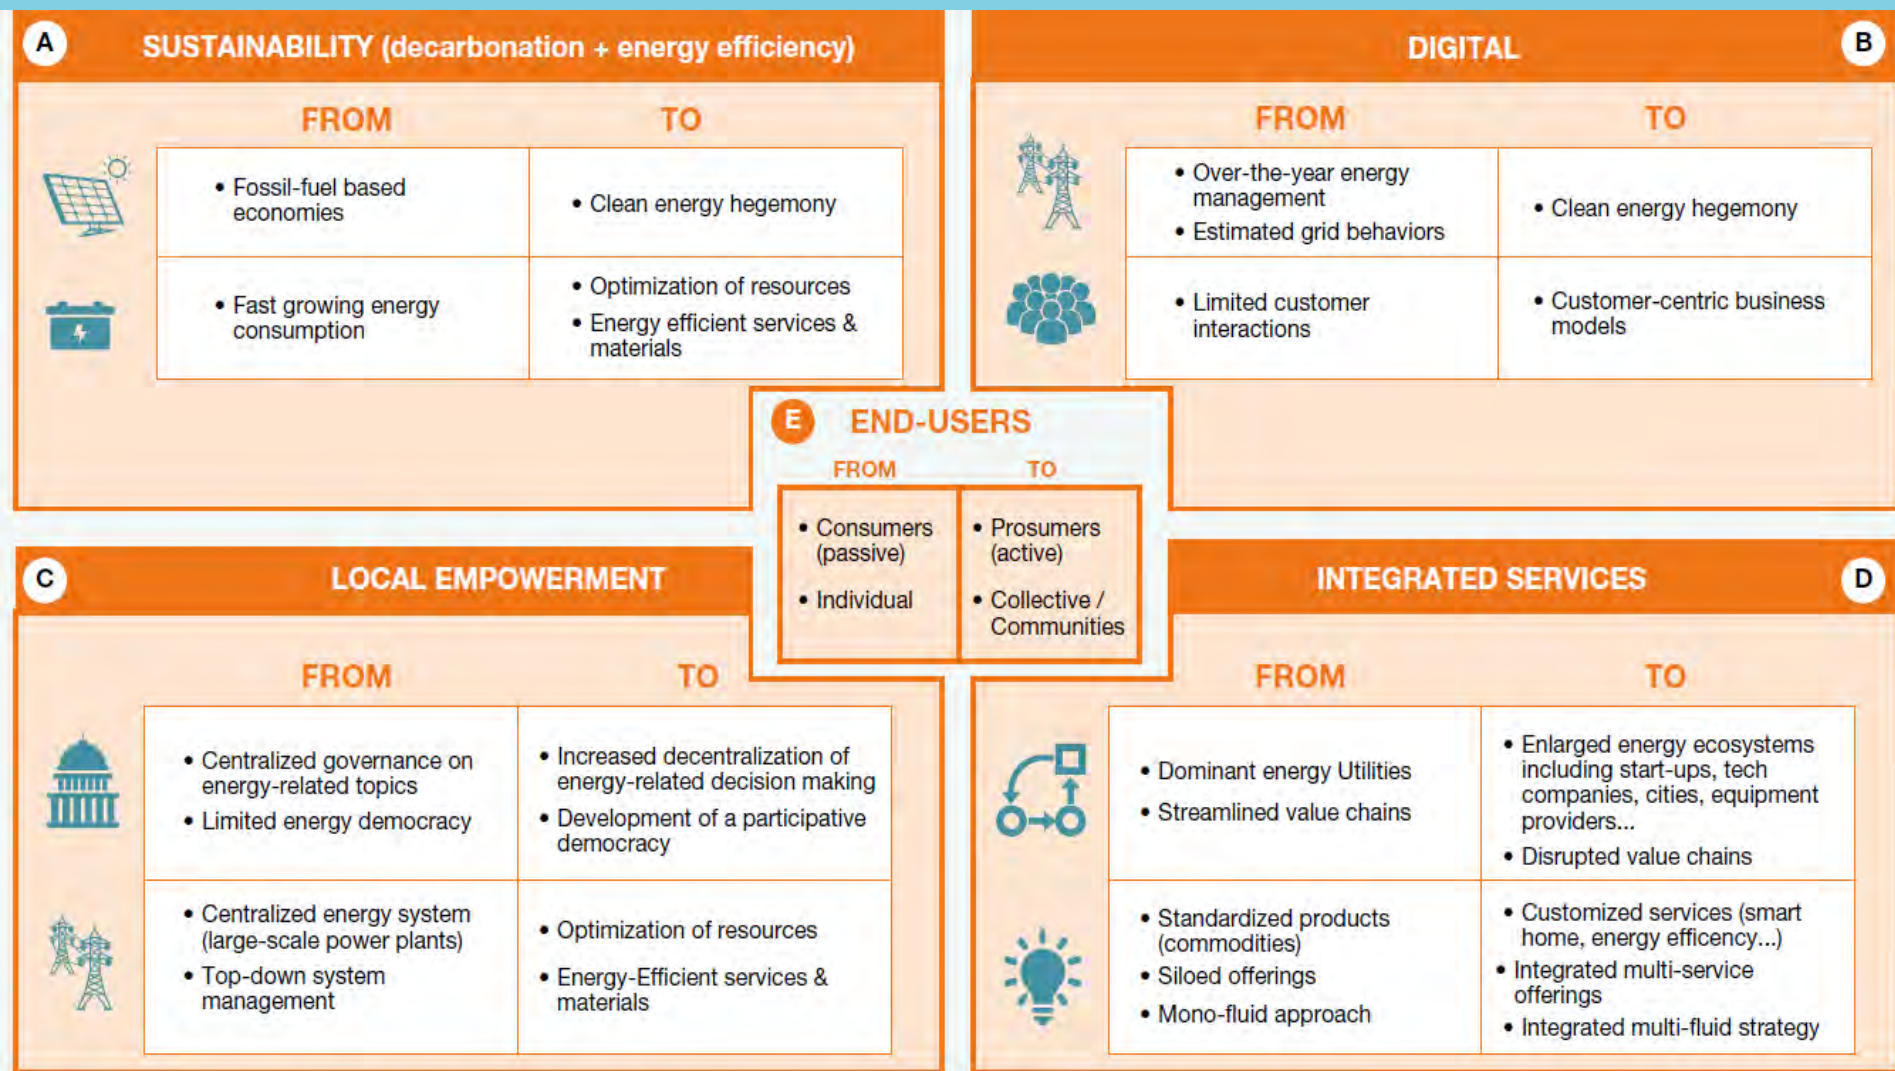 A
SUSTAINABILITY (decarbonation + energy efficiency)
FROM
TO
• Fossil-fuel based
economies
• Clean energy hegemony
• Fast growing energy
consumption
• Optimization of resources
• Energy efficient services &
materials
DIGITAL
B
FROM
TO
• Over-the-year energy
management
• Estimated grid behaviors
• Clean energy hegemony
• Limited customer
interactions
• Customer-centric business
models
E
END-USERS
FROM
TO
• Consumers
(passive)
• Individual
• Prosumers
(active)
• Collective /
Communities
C
LOCAL EMPOWERMENT
FROM
TO
• Centralized governance on
energy-related topics
• Limited energy democracy
• Increased decentralization of
energy-related decision making
• Development of a participative
democracy
• Centralized energy system
(large-scale power plants)
• Top-down system
management
• Optimization of resources
• Energy-Efficient services &
materials
INTEGRATED SERVICES
D
FROM
TO
• Dominant energy Utilities
• Streamlined value chains
• Enlarged energy ecosystems
including start-ups, tech
companies, cities, equipment
providers...
• Disrupted value chains
• Standardized products
(commodities)
• Siloed offerings
• Mono-fluid approach
• Customized services (smart
home, energy efficency...)
• Integrated multi-service
offerings
• Integrated multi-fluid strategy